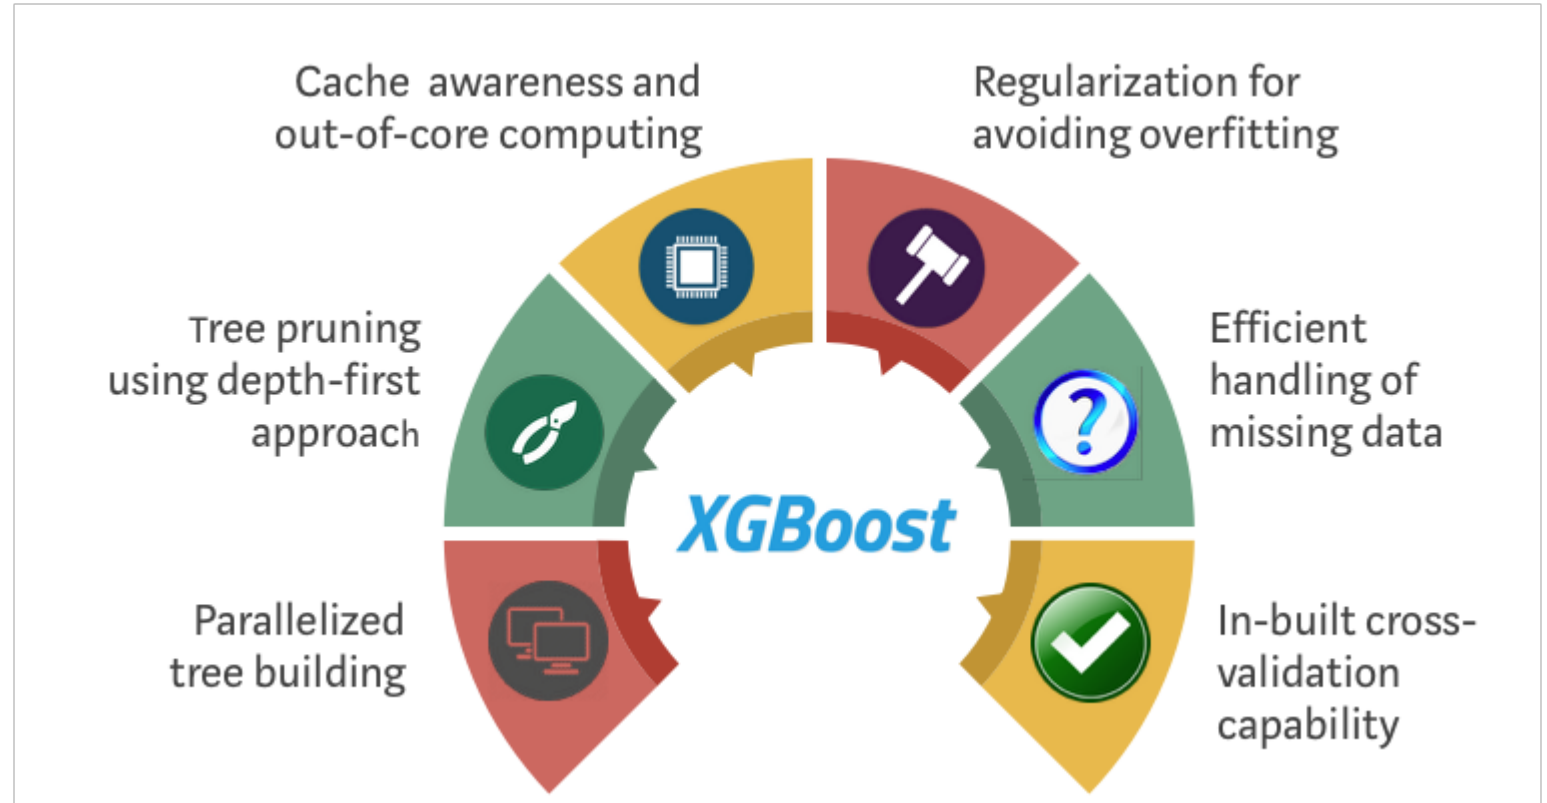 Cache awareness and
out-of-core computing
Regularization for
avoiding overfitting
Tree pruning
using depth-first
approach
Efficient
handling of
missing data
?
XGBoost
Parallelized
tree building
In-built cross-
validation
capability